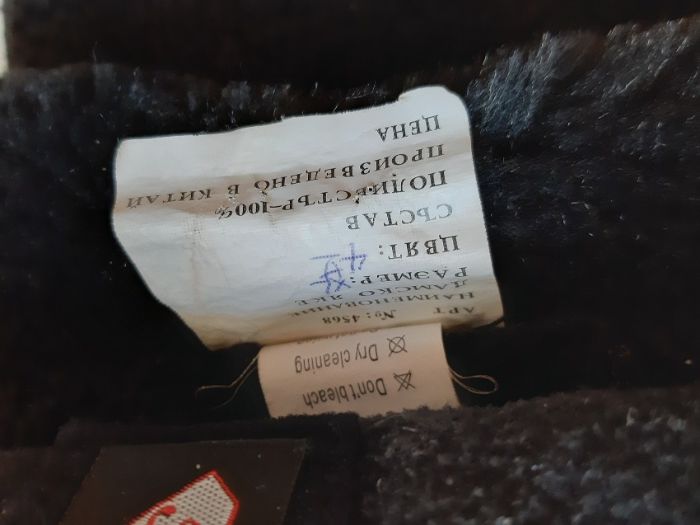 АРТ №: 4568
НАИМЕНОВАНИЕ
ДАМСКО ЯКЕ
РАЗМЕР:
ЦВЯТ:
СЪСТАВ
ПОЛИЕСТЪР-100%
ПРОИЗВЕДЕНО В КИТАЙ
ЦЕНА
Don't bleach
Dry cleaning